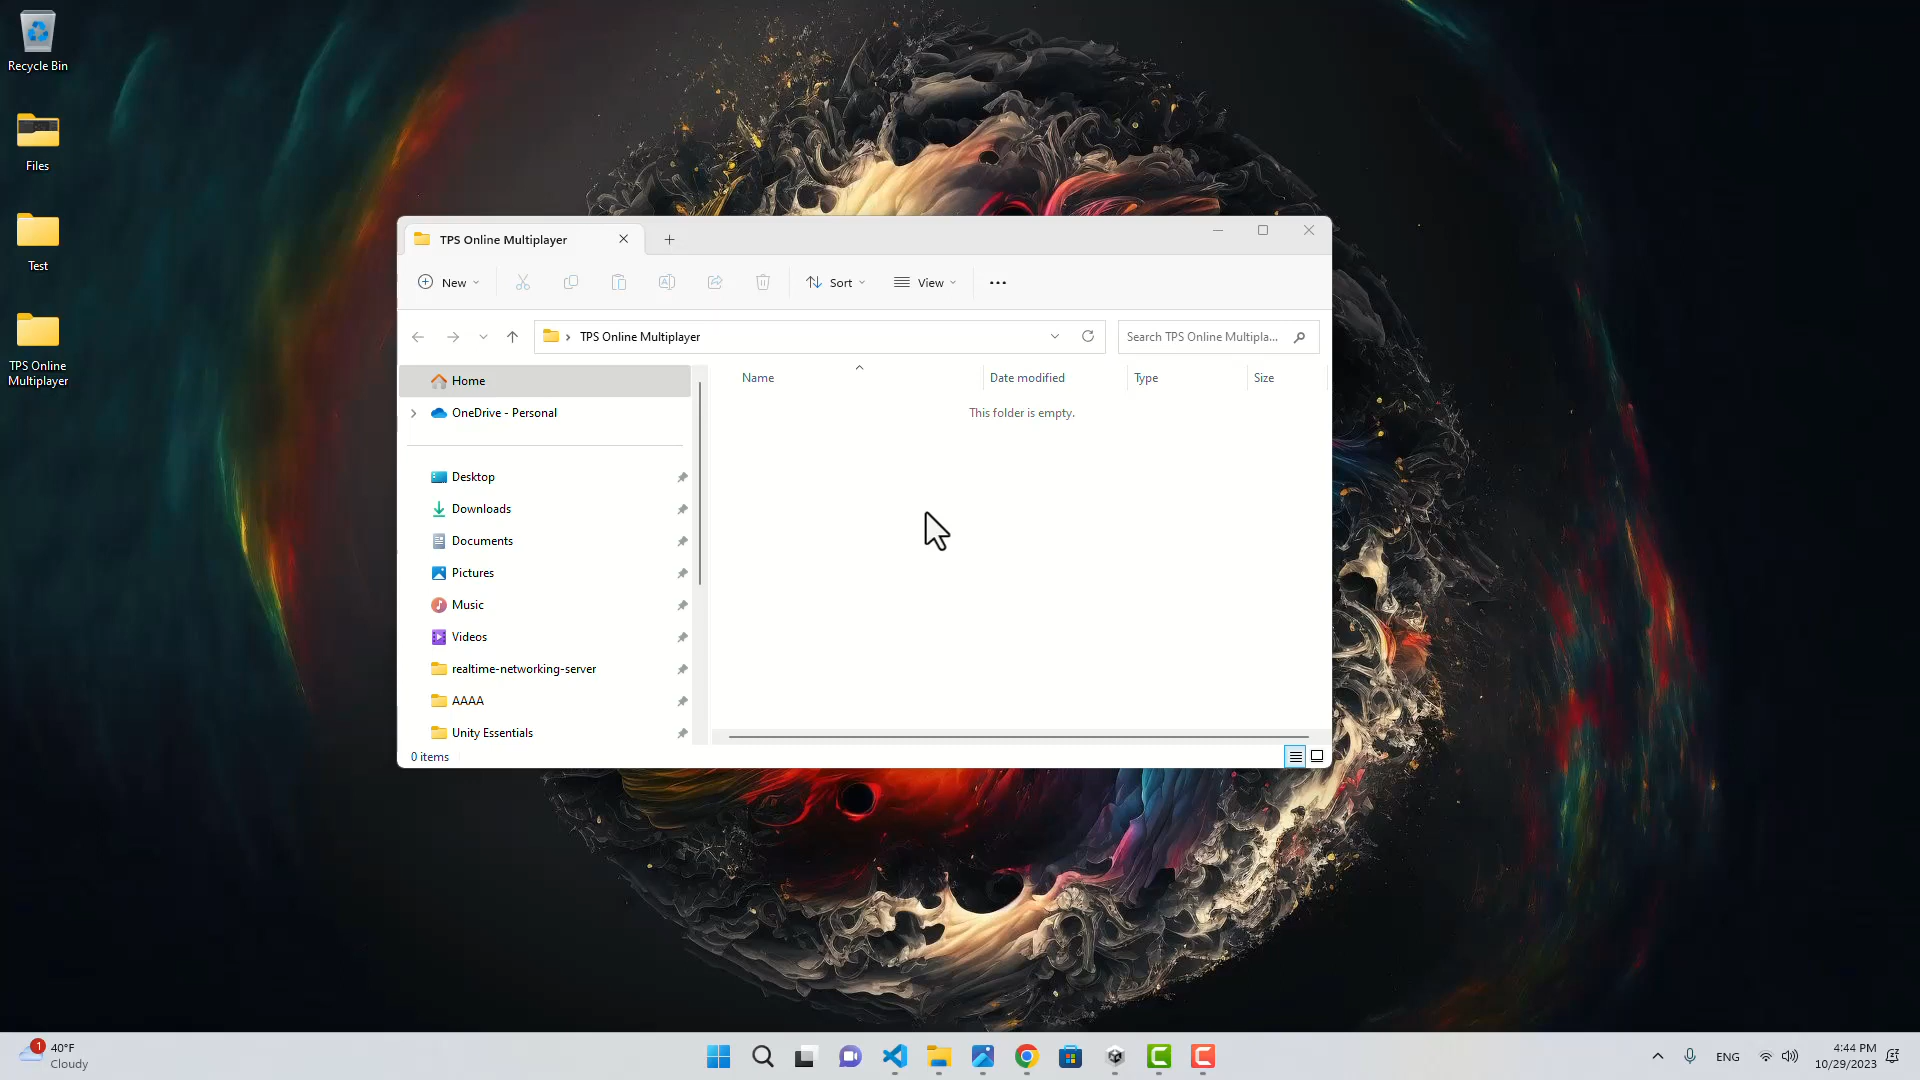 Recycle Bin
Files
Test
TPS Online
Multiplayer
TPS Online Multiplayer
New
Sort
View
TPS Online Multiplayer
Search TPS Online Multipla...
Home
OneDrive - Personal
Desktop
Downloads
Documents
Pictures
Music
Videos
realtime-networking-server
AAAA
Unity Essentials
Name
Date modified
Type
Size
This folder is empty.
0 items
1
40°F
Cloudy
ENG
4:44 PM
10/29/2023